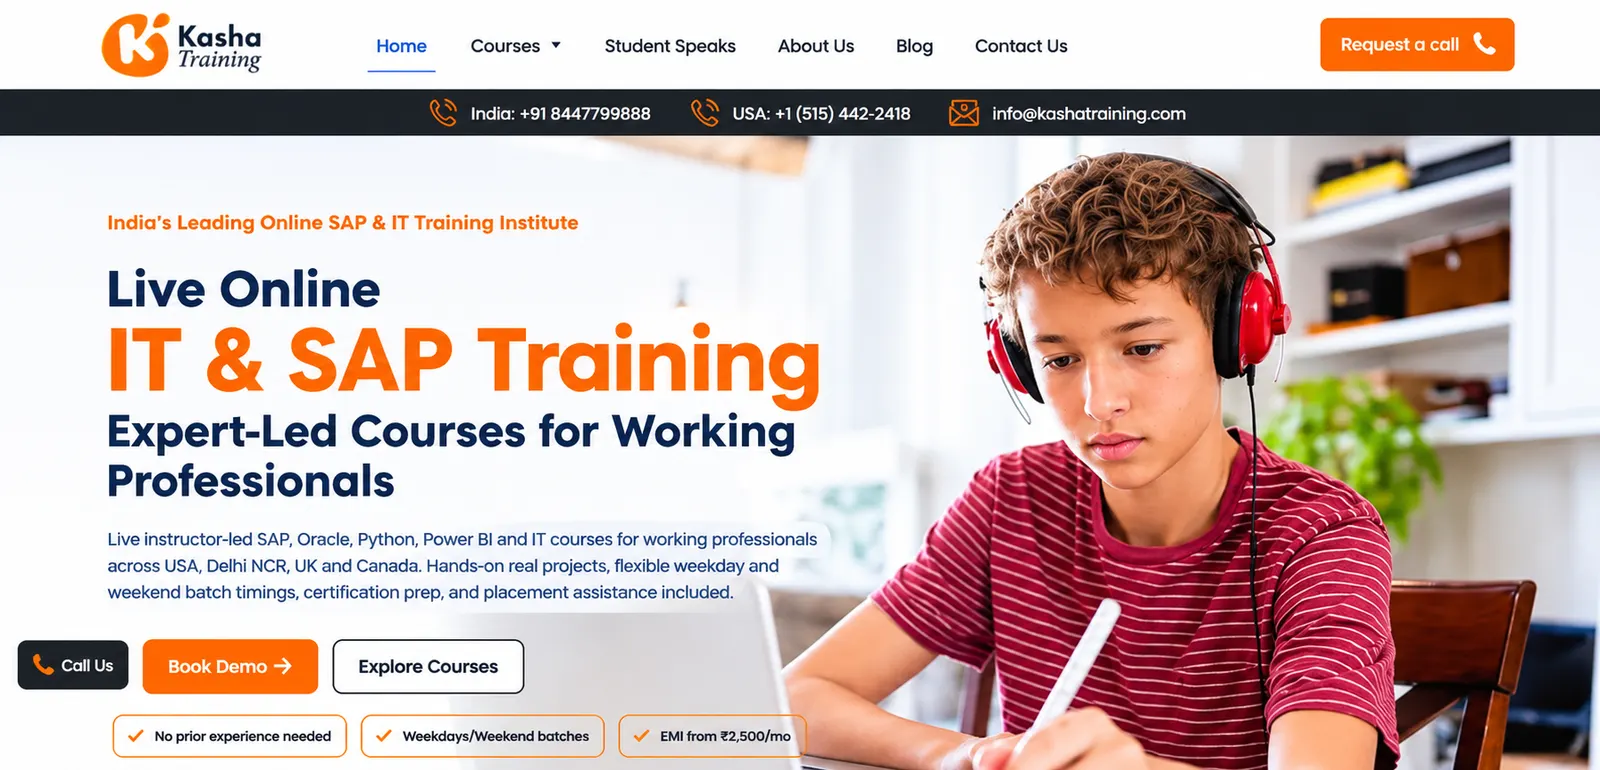 Kasha
Training
Home
Courses
Student Speaks
About Us
Blog
Contact Us
Request a call
India: +91 8447799888
USA: +1 (515) 442-2418
info@kashatraining.com
India's Leading Online SAP & IT Training Institute
Live Online
IT & SAP Training
Expert-Led Courses for Working
Professionals
Live instructor-led SAP, Oracle, Python, Power BI and IT courses for working professionals
across USA, Delhi NCR, UK and Canada. Hands-on real projects, flexible weekday and
weekend batch timings, certification prep, and placement assistance included.
Call Us
Book Demo →
Explore Courses
No prior experience needed
Weekdays/Weekend batches
EMI from ₹2,500/mo